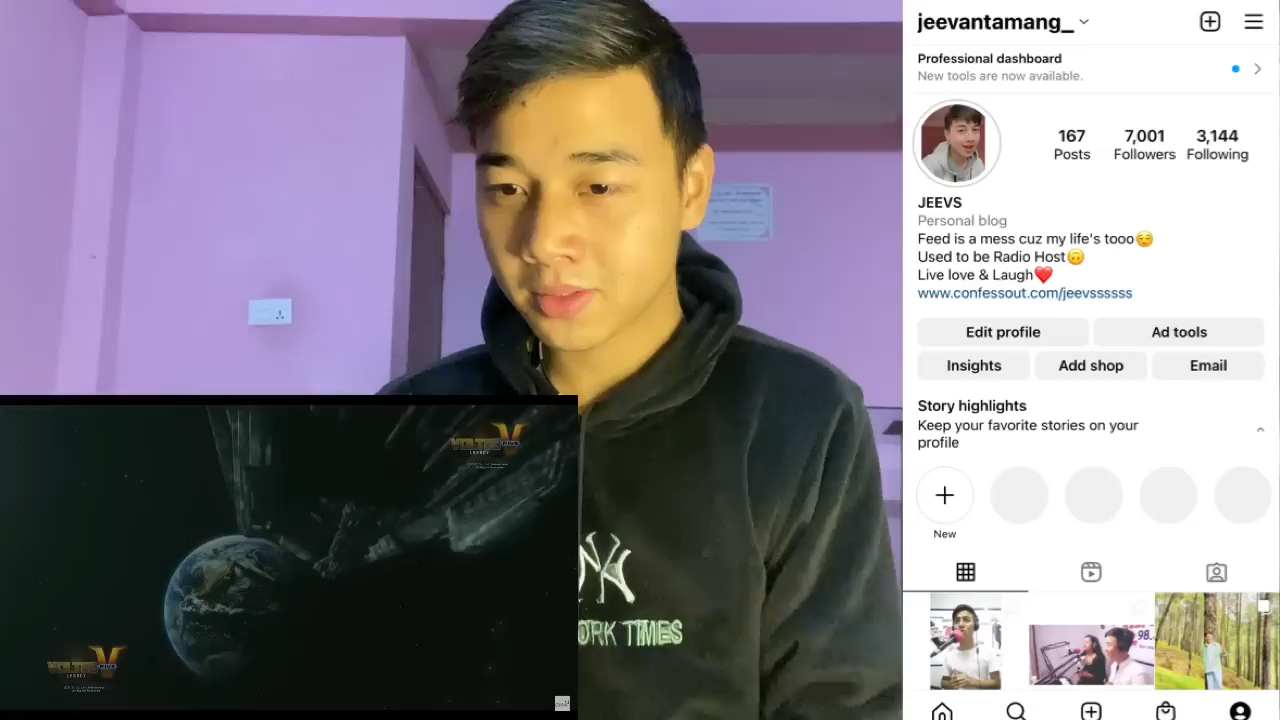 jeevantamang_
Professional dashboard
New tools are now available.
167
Posts
7,001
Followers
3,144
Following
JEEVS
Personal blog
Feed is a mess cuz my life's tooo😌
Used to be Radio Host🙃
Live love & Laugh❤️
www.confessout.com/jeevssssss
Edit profile
Ad tools
Insights
Add shop
Email
Story highlights
Keep your favorite stories on your
profile
New
98.
VOLTES V
LEGACY
VOLTES V
LEGACY
NY
ORK TIMES